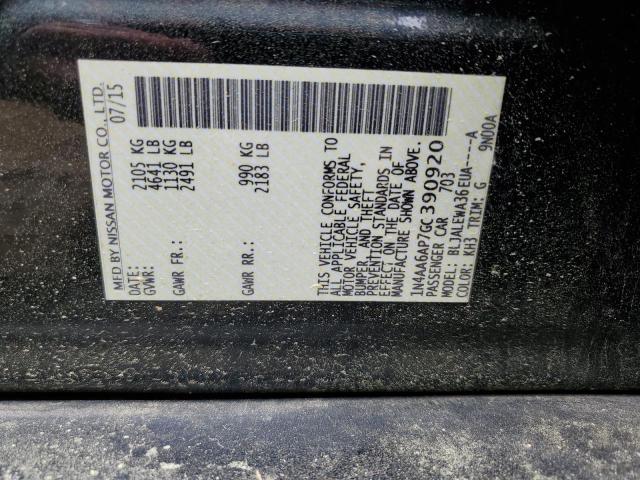 MFD BY NISSAN MOTOR CO., LTD.
DATE: 07/15
GVWR: 2105 KG
4641 LB
GAWR FR: 1130 KG
2491 LB
GAWR RR: 990 KG
2183 LB
THIS VEHICLE CONFORMS TO
ALL APPLICABLE FEDERAL
MOTOR VEHICLE SAFETY,
BUMPER, AND THEFT
PREVENTION STANDARDS IN
EFFECT ON THE DATE OF
MANUFACTURE SHOWN ABOVE.
1N4AA6AP7GC390920
PASSENGER CAR 703
MODEL: BLJALEWA36EUA-----A
COLOR: KH3 TRIM: G 9N00A